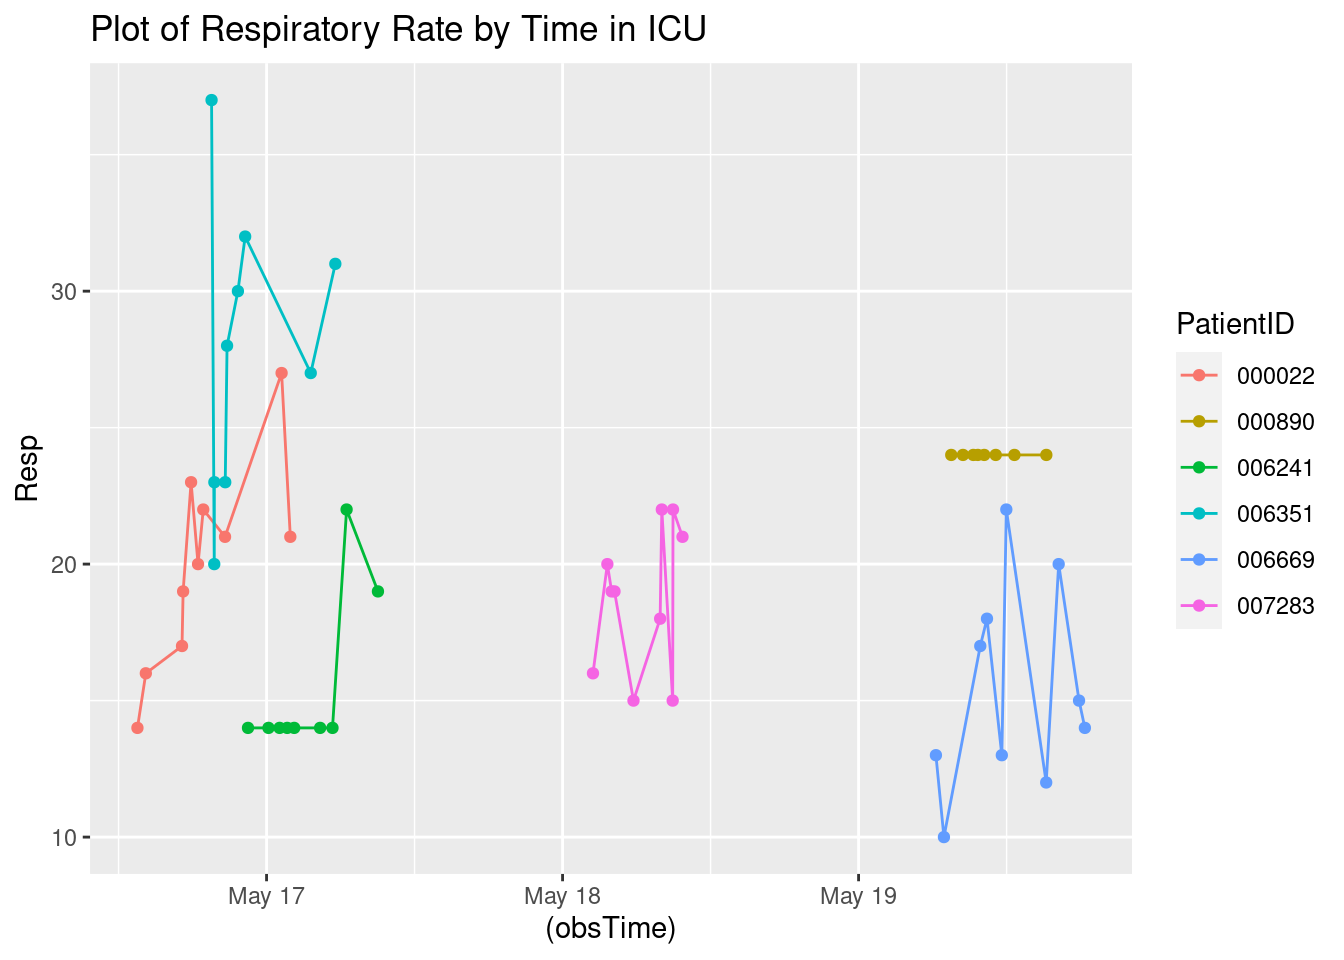 Plot of Respiratory Rate by Time in ICU
Resp
30
20
10
May 17
May 18
May 19
(obsTime)
PatientID
000022
000890
006241
006351
006669
007283